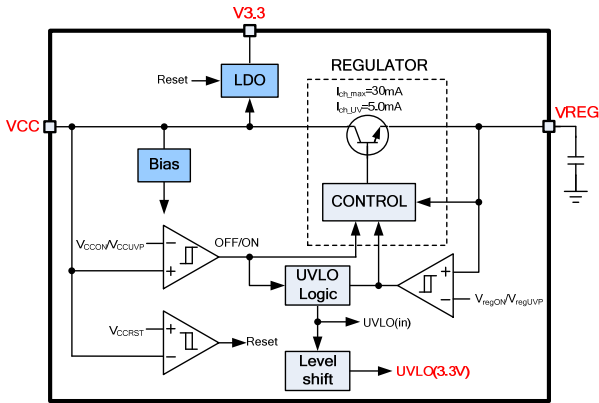 V3.3
REGULATOR
Reset
LDO
Ich_max=30mA
Ich_UV=5.0mA
VCC
VREG
Bias
CONTROL
VCCON/VCCUVP
−
+
OFF/ON
UVLO
Logic
+
−
VregON/VregUVP
UVLO(in)
VCCRST
+
−
Reset
Level
shift
UVLO(3.3V)